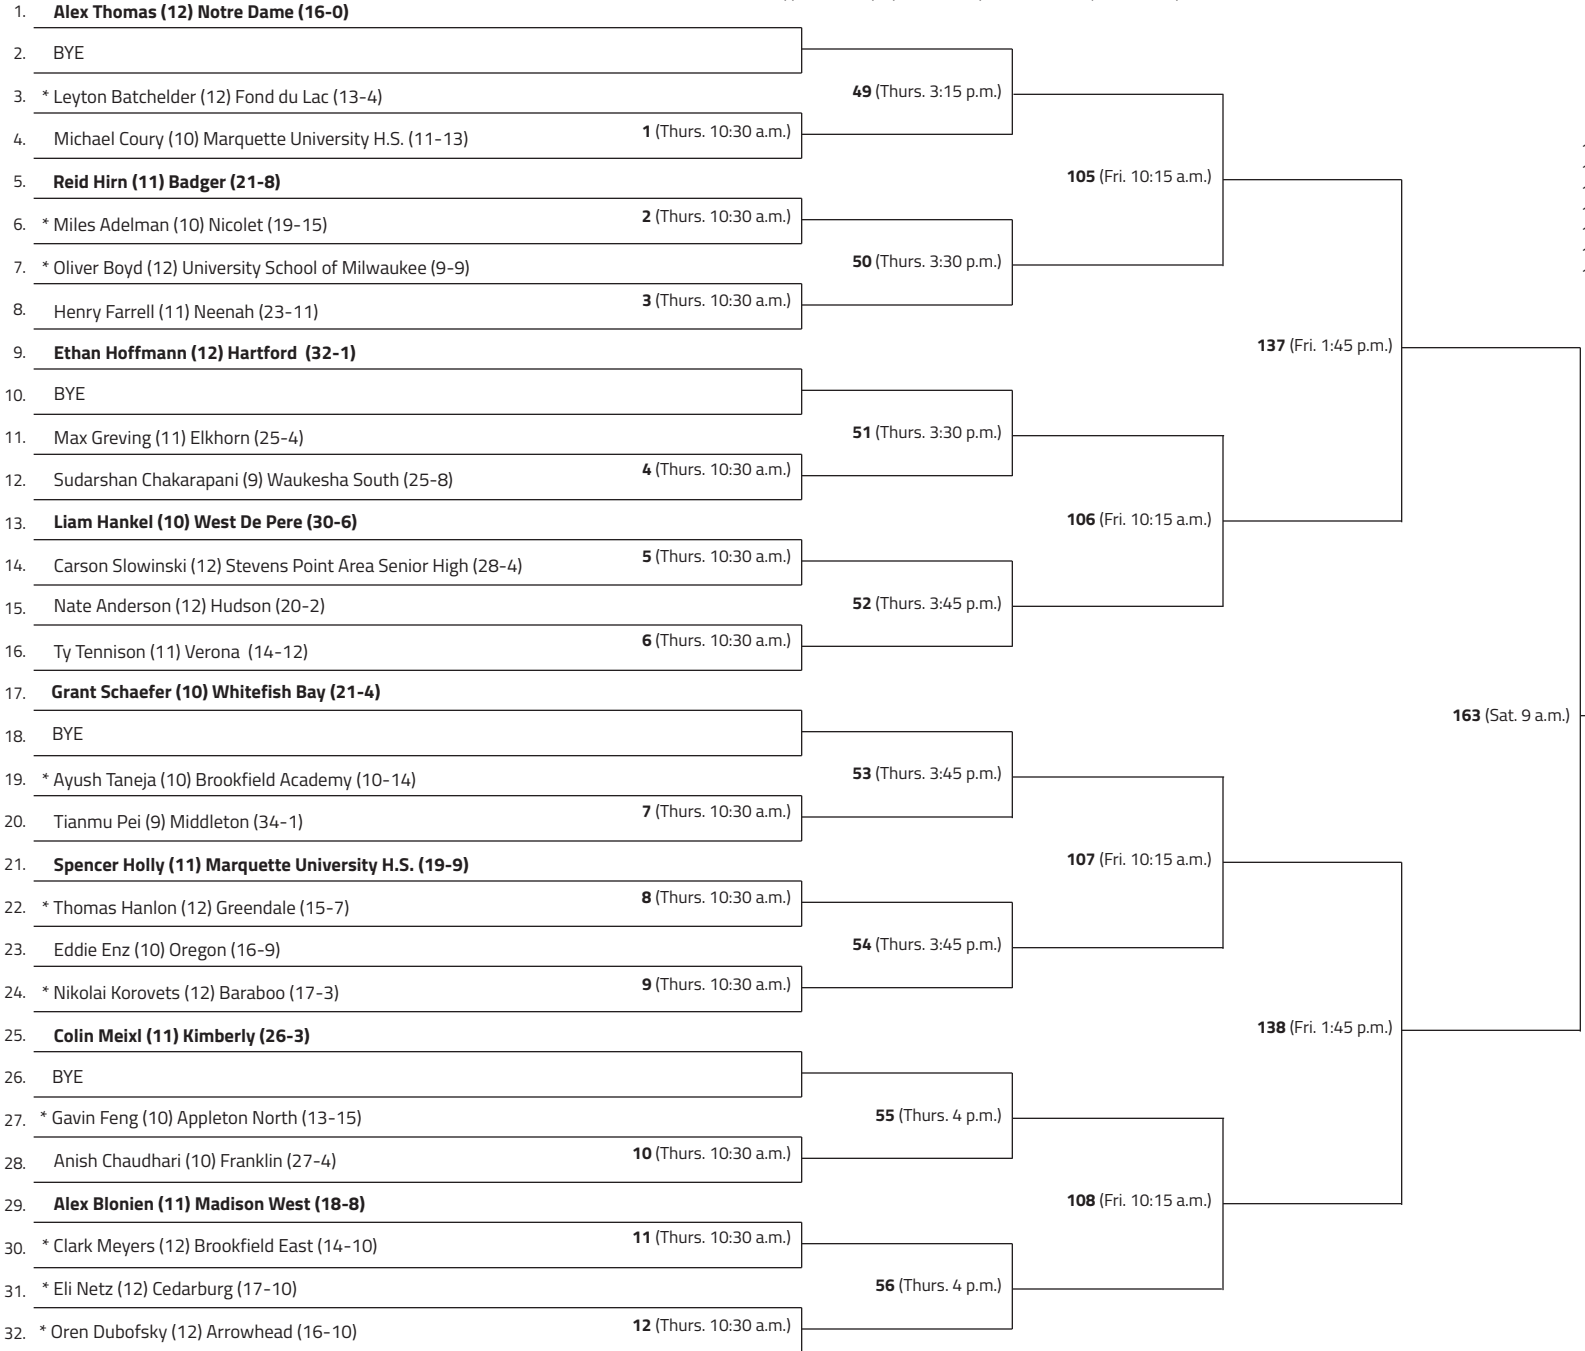 1. Alex Thomas (12) Notre Dame (16-0)
2. BYE
49 (Thurs. 3:15 p.m.)
3. * Leyton Batchelder (12) Fond du Lac (13-4)
1 (Thurs. 10:30 a.m.)
4. Michael Coury (10) Marquette University H.S. (11-13)
105 (Fri. 10:15 a.m.)
5. Reid Hirn (11) Badger (21-8)
2 (Thurs. 10:30 a.m.)
6. * Miles Adelman (10) Nicolet (19-15)
50 (Thurs. 3:30 p.m.)
7. * Oliver Boyd (12) University School of Milwaukee (9-9)
3 (Thurs. 10:30 a.m.)
8. Henry Farrell (11) Neenah (23-11)
137 (Fri. 1:45 p.m.)
9. Ethan Hoffmann (12) Hartford (32-1)
10. BYE
51 (Thurs. 3:30 p.m.)
11. Max Greving (11) Elkhorn (25-4)
4 (Thurs. 10:30 a.m.)
12. Sudarshan Chakarapani (9) Waukesha South (25-8)
106 (Fri. 10:15 a.m.)
13. Liam Hankel (10) West De Pere (30-6)
5 (Thurs. 10:30 a.m.)
14. Carson Slowinski (12) Stevens Point Area Senior High (28-4)
52 (Thurs. 3:45 p.m.)
15. Nate Anderson (12) Hudson (20-2)
6 (Thurs. 10:30 a.m.)
16. Ty Tennison (11) Verona (14-12)
17. Grant Schaefer (10) Whitefish Bay (21-4)
163 (Sat. 9 a.m.)
18. BYE
53 (Thurs. 3:45 p.m.)
19. * Ayush Taneja (10) Brookfield Academy (10-14)
7 (Thurs. 10:30 a.m.)
20. Tianmu Pei (9) Middleton (34-1)
107 (Fri. 10:15 a.m.)
21. Spencer Holly (11) Marquette University H.S. (19-9)
8 (Thurs. 10:30 a.m.)
22. * Thomas Hanlon (12) Greendale (15-7)
54 (Thurs. 3:45 p.m.)
23. Eddie Enz (10) Oregon (16-9)
9 (Thurs. 10:30 a.m.)
24. * Nikolai Korovets (12) Baraboo (17-3)
138 (Fri. 1:45 p.m.)
25. Colin Meixl (11) Kimberly (26-3)
26. BYE
55 (Thurs. 4 p.m.)
27. * Gavin Feng (10) Appleton North (13-15)
10 (Thurs. 10:30 a.m.)
28. Anish Chaudhari (10) Franklin (27-4)
108 (Fri. 10:15 a.m.)
29. Alex Blonien (11) Madison West (18-8)
11 (Thurs. 10:30 a.m.)
30. * Clark Meyers (12) Brookfield East (14-10)
56 (Thurs. 4 p.m.)
31. * Eli Netz (12) Cedarburg (17-10)
12 (Thurs. 10:30 a.m.)
32. * Oren Dubofsky (12) Arrowhead (16-10)